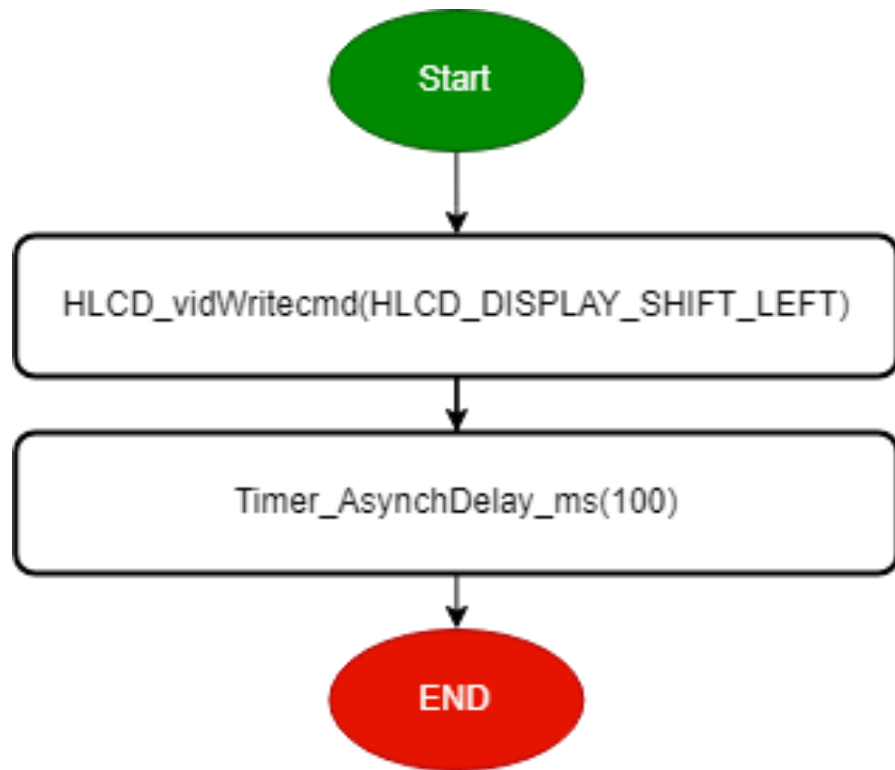 Start
HLCD_vidWritecmd(HLCD_DISPLAY_SHIFT_LEFT)
Timer_AsynchDelay_ms(100)
END